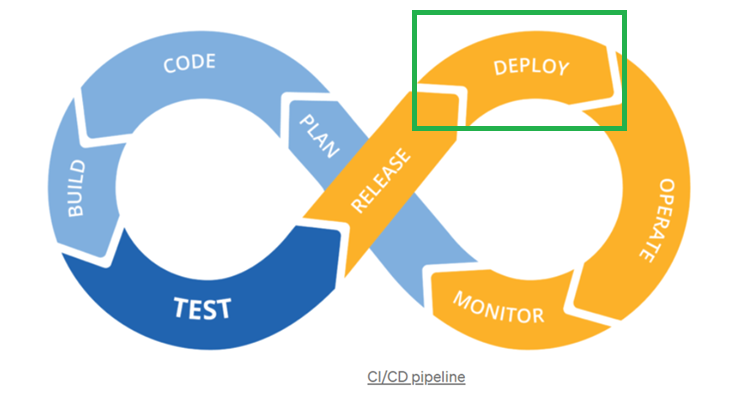 CODE
DEPLOY
PLAN
BUILD
RELEASE
OPERATE
TEST
MONITOR
CI/CD pipeline